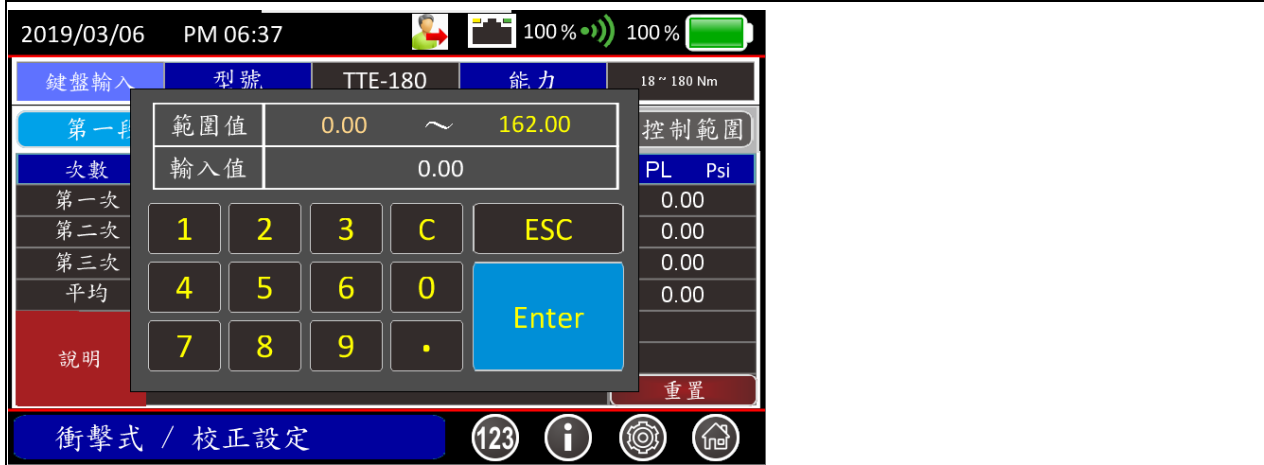 2019/03/06 PM 06:37 100 % 100 %
鍵盤輸入 型號 TTE-180 能力 18 ~ 180 Nm
第一段 控制範圍
範圍值 0.00 ～ 162.00
輸入值 0.00
次數 PL Psi
第一次 0.00
第二次 0.00
第三次 0.00
平均 0.00
1 2 3 C ESC
4 5 6 0 Enter
7 8 9 .
說明
重置
衝擊式 / 校正設定 123 i